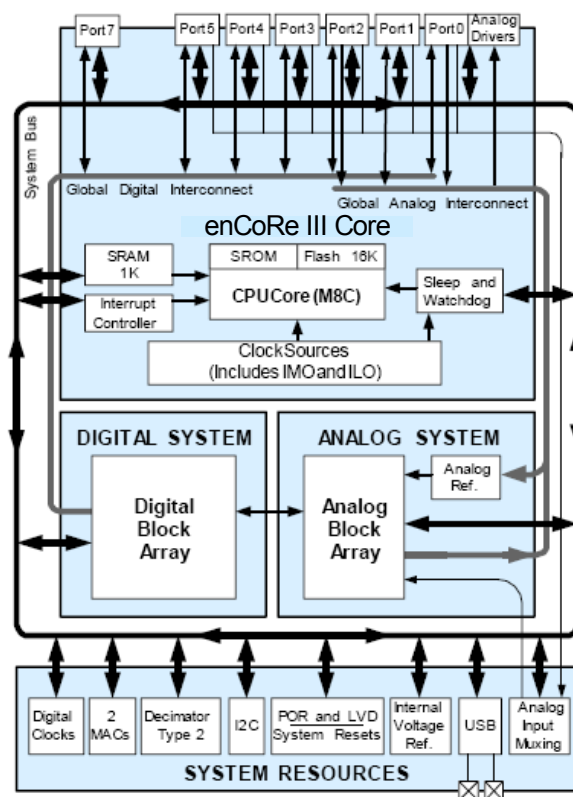 Port7
Port5
Port4
Port3
Port2
Port1
Port0
Analog
Drivers
System Bus
Global Digital Interconnect
Global Analog Interconnect
enCoRe III Core
SRAM
1K
SROM
Flash 16K
CPUCore (M8C)
Sleep and
Watchdog
Interrupt
Controller
ClockSources
(Includes IMO and ILO)
DIGITAL SYSTEM
ANALOG SYSTEM
Digital
Block
Array
Analog
Block
Array
Analog
Ref.
Digital
Clocks
2
MACs
Decimator
Type 2
I2C
POR and LVD
System Resets
Internal
Voltage
Ref.
USB
Analog
Input
Muxing
SYSTEM RESOURCES